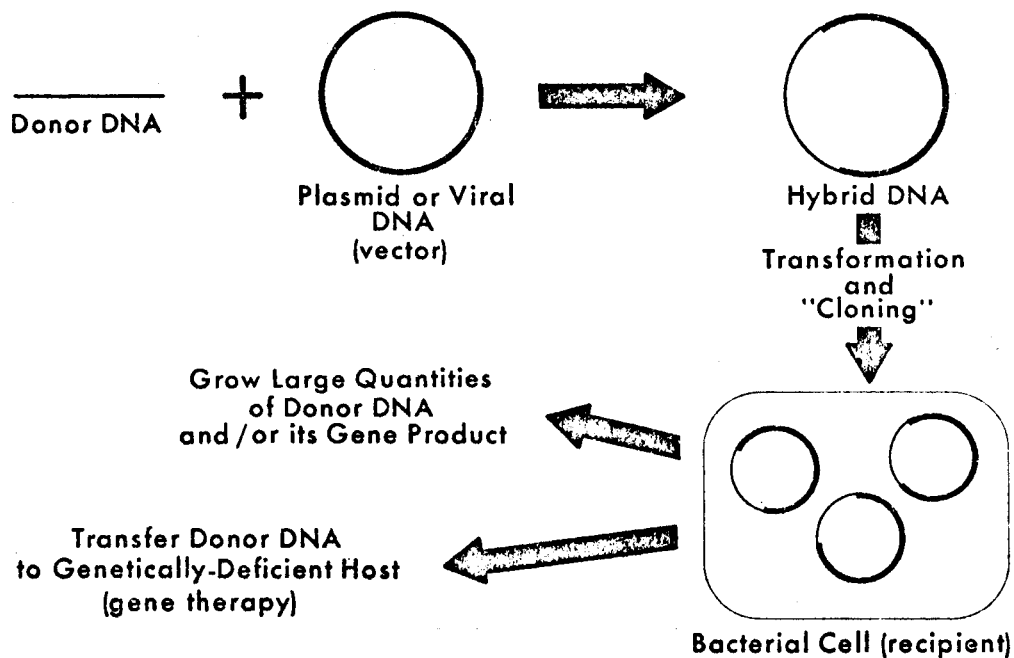 Donor DNA
+
Plasmid or Viral
DNA
(vector)
Hybrid DNA
Transformation
and
"Cloning"
Grow Large Quantities
of Donor DNA
and/or its Gene Product
Transfer Donor DNA
to Genetically-Deficient Host
(gene therapy)
Bacterial Cell (recipient)